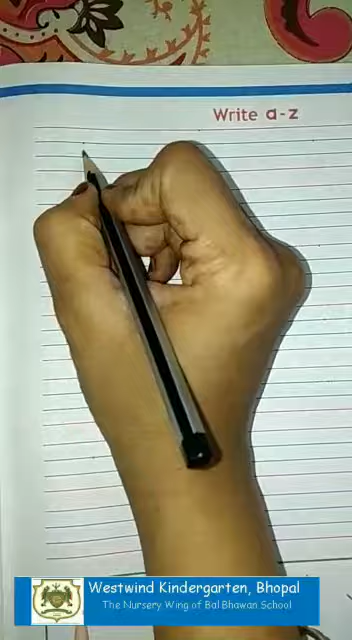 Write a-z
Westwind Kindergarten, Bhopal
The Nursery Wing of Bal Bhawan School